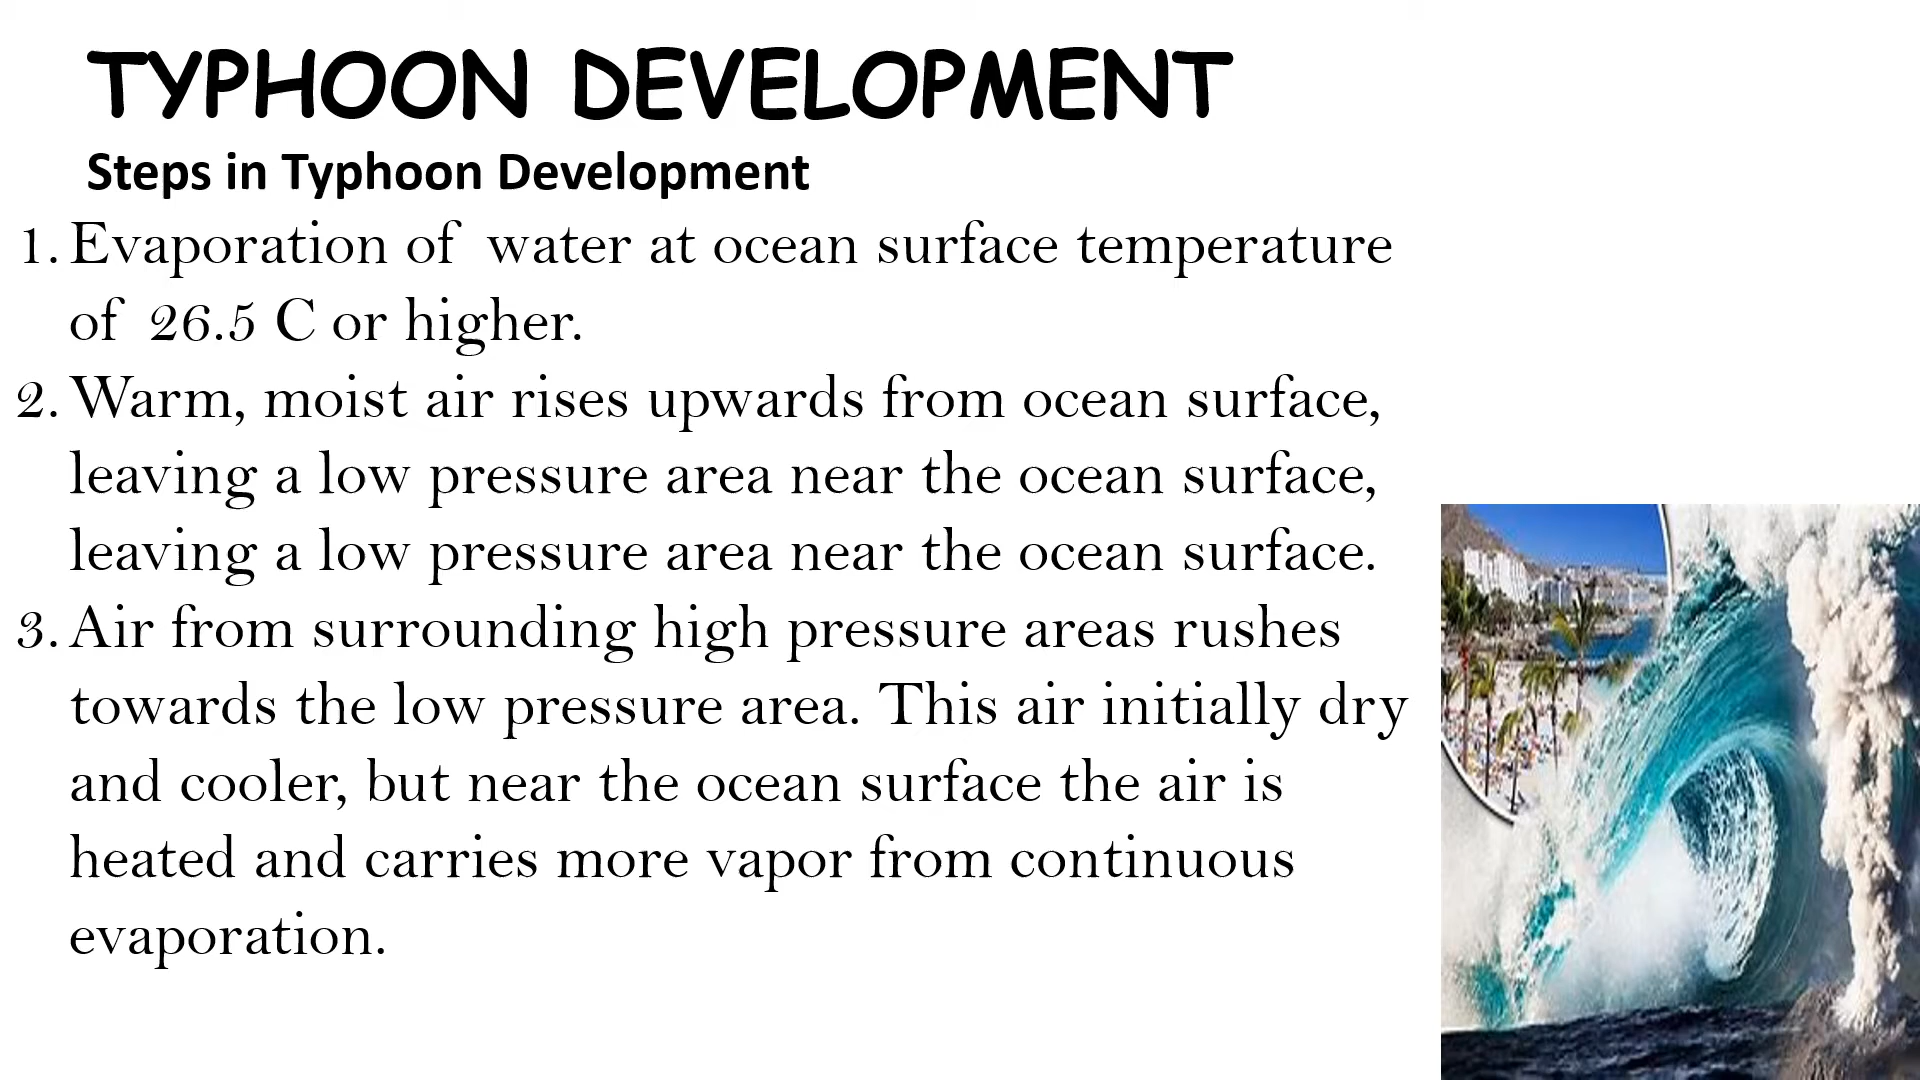 TYPHOON DEVELOPMENT
Steps in Typhoon Development
1. Evaporation of water at ocean surface temperature
of 26.5 C or higher.
2. Warm, moist air rises upwards from ocean surface,
leaving a low pressure area near the ocean surface,
leaving a low pressure area near the ocean surface.
3. Air from surrounding high pressure areas rushes
towards the low pressure area. This air initially dry
and cooler, but near the ocean surface the air is
heated and carries more vapor from continuous
evaporation.